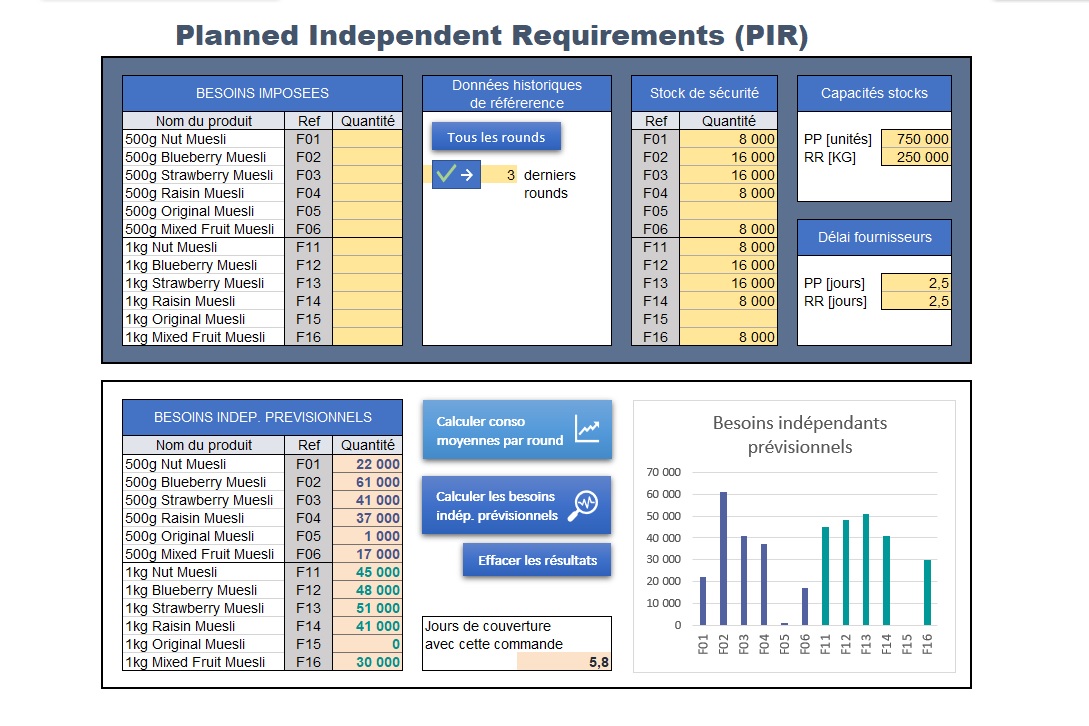 Planned Independent Requirements (PIR)
BESOINS IMPOSEES
Nom du produit Ref Quantité
500g Nut Muesli F01
500g Blueberry Muesli F02
500g Strawberry Muesli F03
500g Raisin Muesli F04
500g Original Muesli F05
500g Mixed Fruit Muesli F06
1kg Nut Muesli F11
1kg Blueberry Muesli F12
1kg Strawberry Muesli F13
1kg Raisin Muesli F14
1kg Original Muesli F15
1kg Mixed Fruit Muesli F16
Données historiques
de référerence
Tous les rounds
3 derniers
rounds
Stock de sécurité
Ref Quantité
F01 8 000
F02 16 000
F03 16 000
F04 8 000
F05
F06 8 000
F11 8 000
F12 16 000
F13 16 000
F14 8 000
F15
F16 8 000
Capacités stocks
PP [unités] 750 000
RR [KG] 250 000
Délai fournisseurs
PP [jours] 2,5
RR [jours] 2,5
BESOINS INDEP. PREVISIONNELS
Nom du produit Ref Quantité
500g Nut Muesli F01 22 000
500g Blueberry Muesli F02 61 000
500g Strawberry Muesli F03 41 000
500g Raisin Muesli F04 37 000
500g Original Muesli F05 1 000
500g Mixed Fruit Muesli F06 17 000
1kg Nut Muesli F11 45 000
1kg Blueberry Muesli F12 48 000
1kg Strawberry Muesli F13 51 000
1kg Raisin Muesli F14 41 000
1kg Original Muesli F15 0
1kg Mixed Fruit Muesli F16 30 000
Calculer conso
moyennes par round
Calculer les besoins
indép. prévisionnels
Effacer les résultats
Jours de couverture
avec cette commande
5,8
Besoins indépendants
prévisionnels
70 000
60 000
50 000
40 000
30 000
20 000
10 000
0
F01 F02 F03 F04 F05 F06 F11 F12 F13 F14 F15 F16